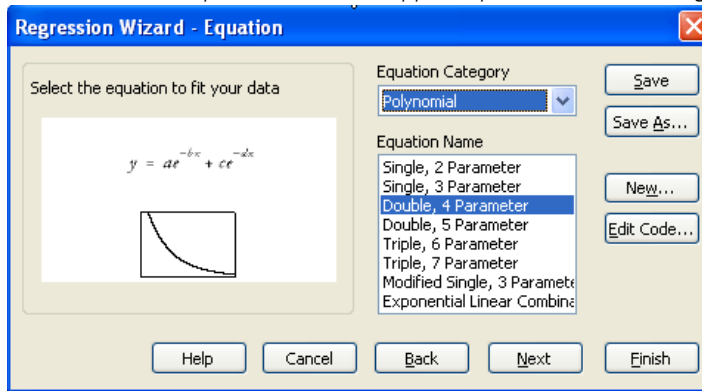 Regression Wizard - Equation
Select the equation to fit your data
y = ae^-bx + ce^-dx
Equation Category
Polynomial
Equation Name
Single, 2 Parameter
Single, 3 Parameter
Double, 4 Parameter
Double, 5 Parameter
Triple, 6 Parameter
Triple, 7 Parameter
Modified Single, 3 Paramete
Exponential Linear Combina
Save
Save As...
New...
Edit Code...
Help
Cancel
Back
Next
Finish